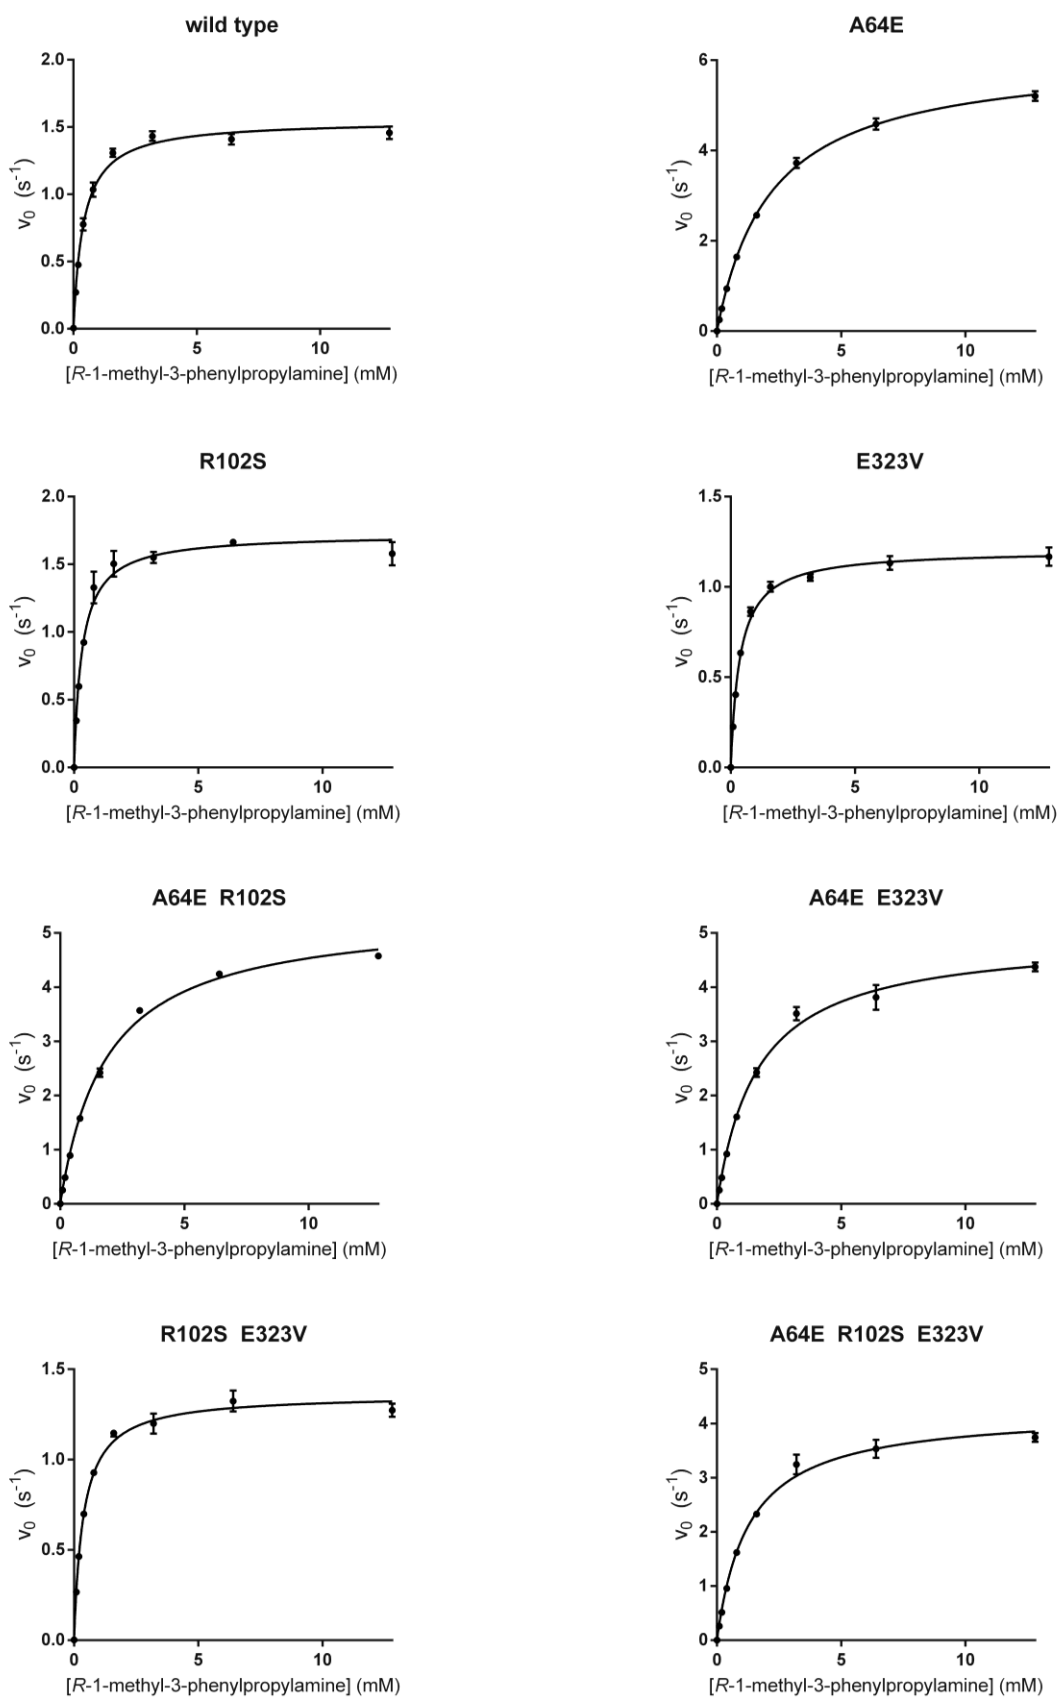 wild type
2.0
1.5
1.0
0.5
0.0
v0 (s-1)
0 5 10
[R-1-methyl-3-phenylpropylamine] (mM)
A64E
6
4
2
0
v0 (s-1)
0 5 10
[R-1-methyl-3-phenylpropylamine] (mM)
R102S
2.0
1.5
1.0
0.5
0.0
v0 (s-1)
0 5 10
[R-1-methyl-3-phenylpropylamine] (mM)
E323V
1.5
1.0
0.5
0.0
v0 (s-1)
0 5 10
[R-1-methyl-3-phenylpropylamine] (mM)
A64E R102S
5
4
3
2
1
0
v0 (s-1)
0 5 10
[R-1-methyl-3-phenylpropylamine] (mM)
A64E E323V
5
4
3
2
1
0
v0 (s-1)
0 5 10
[R-1-methyl-3-phenylpropylamine] (mM)
R102S E323V
1.5
1.0
0.5
0.0
v0 (s-1)
0 5 10
[R-1-methyl-3-phenylpropylamine] (mM)
A64E R102S E323V
5
4
3
2
1
0
v0 (s-1)
0 5 10
[R-1-methyl-3-phenylpropylamine] (mM)